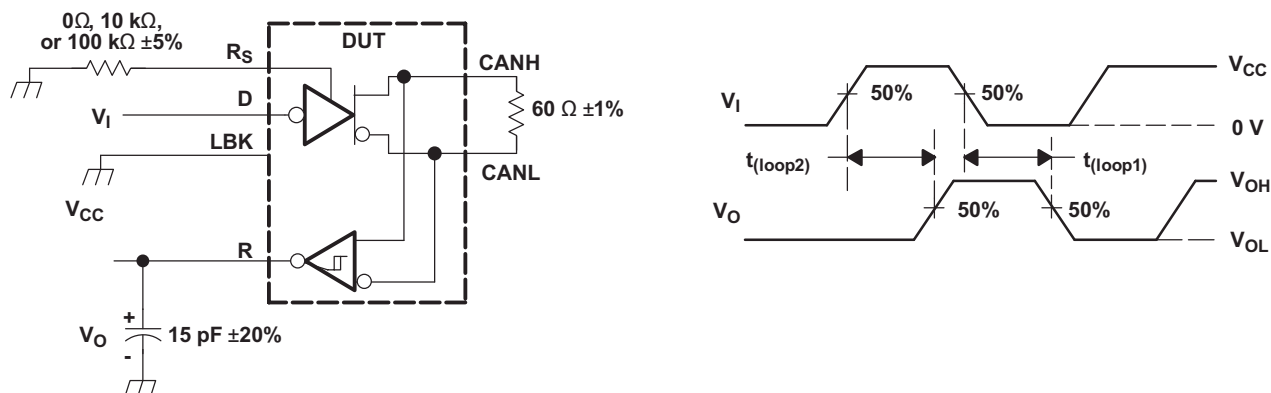 0Ω, 10 kΩ,
or 100 kΩ ±5%
DUT
RS
CANH
D
VI
60 Ω ±1%
LBK
CANL
VCC
R
VO
+
-
15 pF ±20%
VCC
VI
50%
50%
0 V
t(loop2)
t(loop1)
VOH
VO
50%
50%
VOL